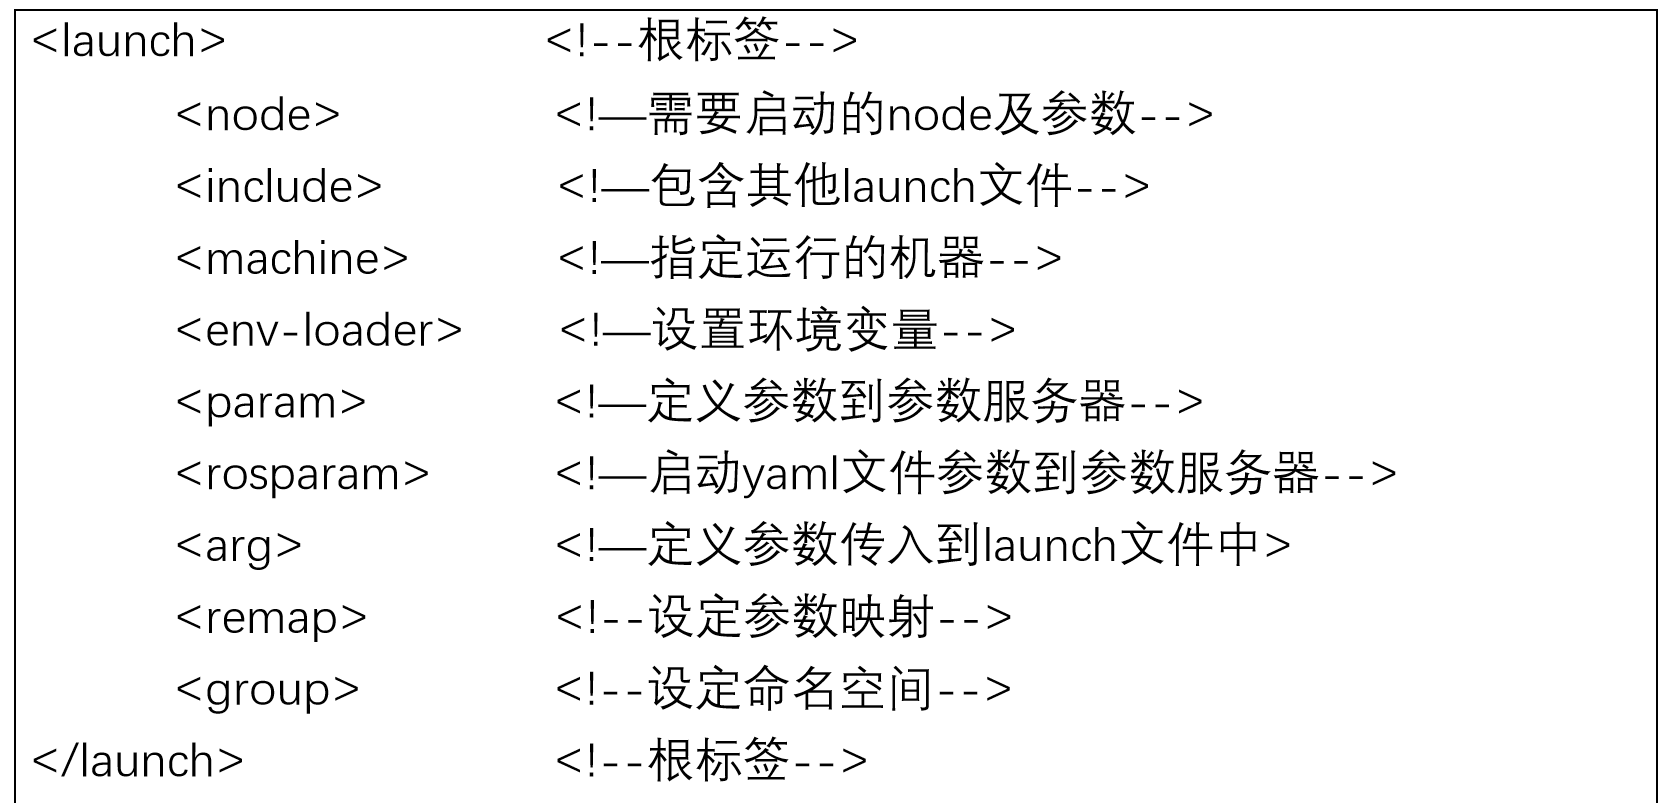 <launch> <!--根标签-->
<node> <!—需要启动的node及参数-->
<include> <!—包含其他launch文件-->
<machine> <!—指定运行的机器-->
<env-loader> <!—设置环境变量-->
<param> <!—定义参数到参数服务器-->
<rosparam> <!—启动yaml文件参数到参数服务器-->
<arg> <!—定义参数传入到launch文件中>
<remap> <!--设定参数映射-->
<group> <!--设定命名空间-->
</launch> <!--根标签-->